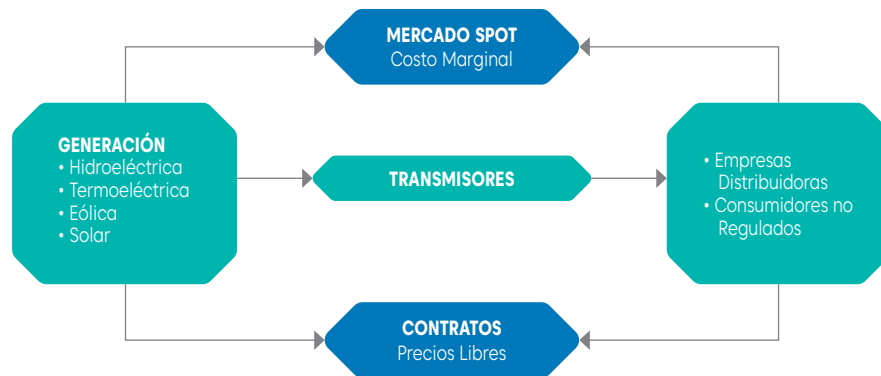 MERCADO SPOT
Costo Marginal
GENERACIÓN
• Hidroeléctrica
• Termoeléctrica
• Eólica
• Solar
TRANSMISORES
• Empresas
Distribuidoras
• Consumidores no
Regulados
CONTRATOS
Precios Libres